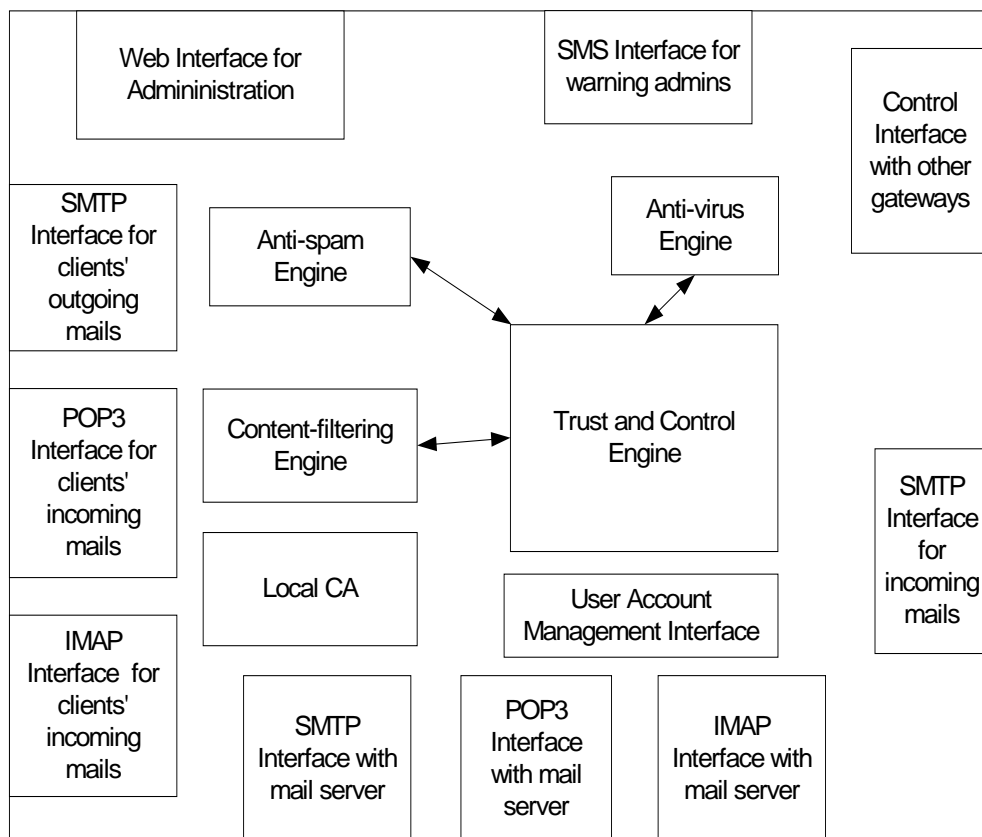 Web Interface for
Admininistration
SMS Interface for
warning admins
Control
Interface
with other
gateways
SMTP
Interface for
clients'
outgoing
mails
Anti-spam
Engine
Anti-virus
Engine
POP3
Interface for
clients'
incoming
mails
Content-filtering
Engine
Trust and Control
Engine
SMTP
Interface
for
incoming
mails
Local CA
User Account
Management Interface
IMAP
Interface for
clients'
incoming
mails
SMTP
Interface with
mail server
POP3
Interface
with mail
server
IMAP
Interface with
mail server